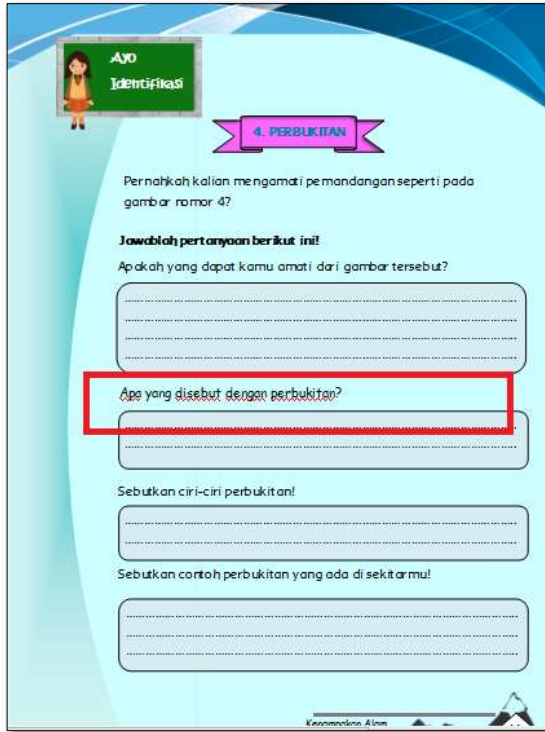 Ayo
Identifikasi
4. PERBUKITAN
Pernahkah kalian mengamati pemandangan seperti pada
gambar nomor 4?
Jawablah pertanyaan berikut ini!
Apakah yang dapat kamu amati dari gambar tersebut?
Apa yang disebut dengan perbukitan?
Sebutkan ciri-ciri perbukitan!
Sebutkan contoh perbukitan yang ada di sekitarmu!
Kenampakan Alam